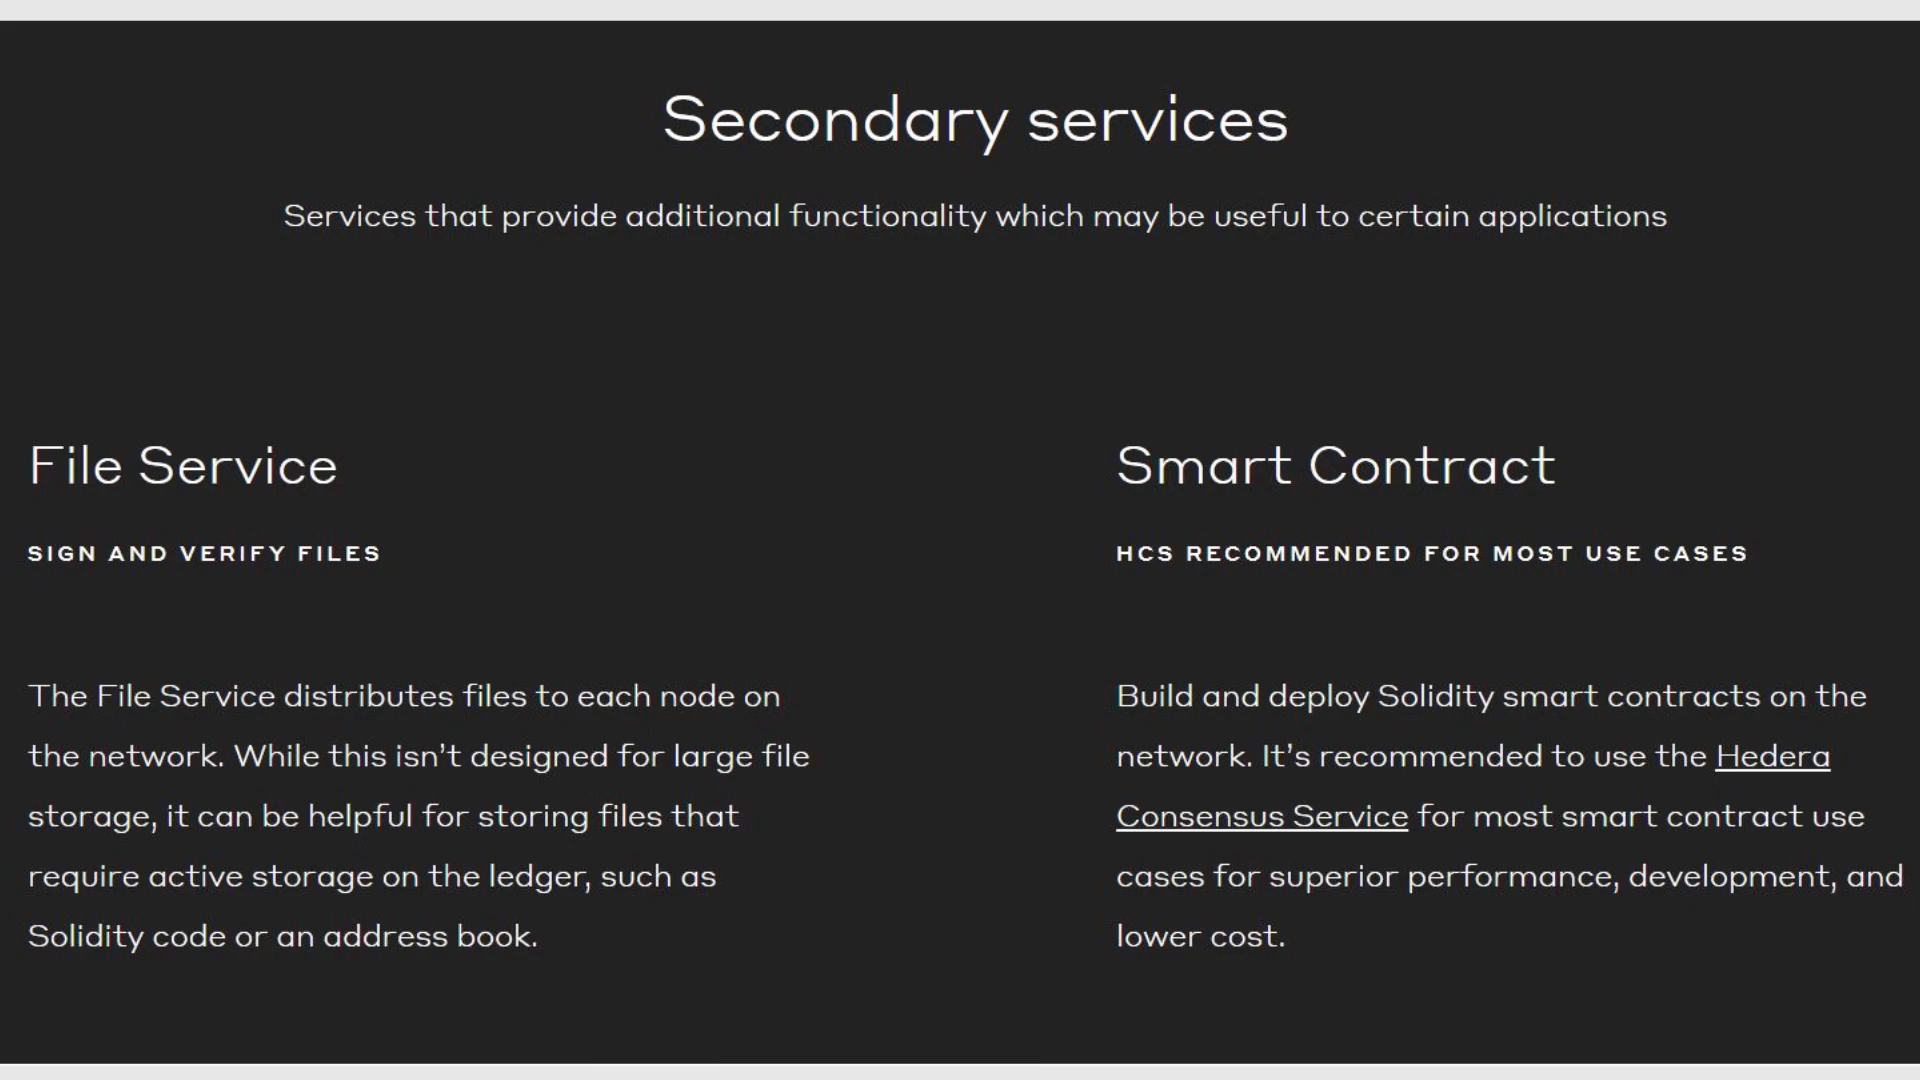 Secondary services
Services that provide additional functionality which may be useful to certain applications
File Service
SIGN AND VERIFY FILES
The File Service distributes files to each node on
the network. While this isn’t designed for large file
storage, it can be helpful for storing files that
require active storage on the ledger, such as
Solidity code or an address book.
Smart Contract
HCS RECOMMENDED FOR MOST USE CASES
Build and deploy Solidity smart contracts on the
network. It’s recommended to use the Hedera
Consensus Service for most smart contract use
cases for superior performance, development, and
lower cost.